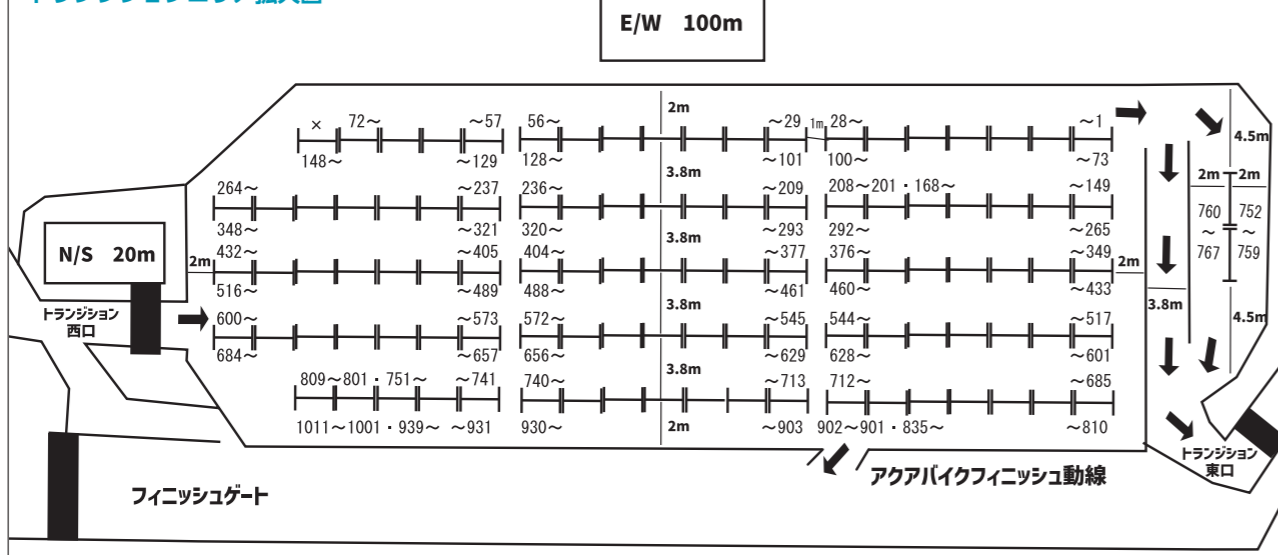 E/W 100m
2m
× 72～ ～57 56～ ～29 1m 28～ ～1
148～ ～129 128～ ～101 100～ ～73
4.5m
3.8m
2m 2m
264～ ～237 236～ ～209 208～201・168～ ～149
760 752
～ ～
767 759
348～ ～321 320～ ～293 292～ ～265
N/S 20m
2m
432～ ～405 404～ 3.8m ～377 376～ ～349
2m
516～ ～489 488～ ～461 460～ ～433
3.8m
3.8m
4.5m
トランジション
西口
600～ ～573 572～ ～545 544～ ～517
684～ ～657 656～ ～629 628～ ～601
3.8m
809～801・751～ ～741 740～ ～713 712～ ～685
1011～1001・939～ ～931 930～ 2m ～903 902～901・835～ ～810
トランジション
東口
アクアバイクフィニッシュ動線
フィニッシュゲート